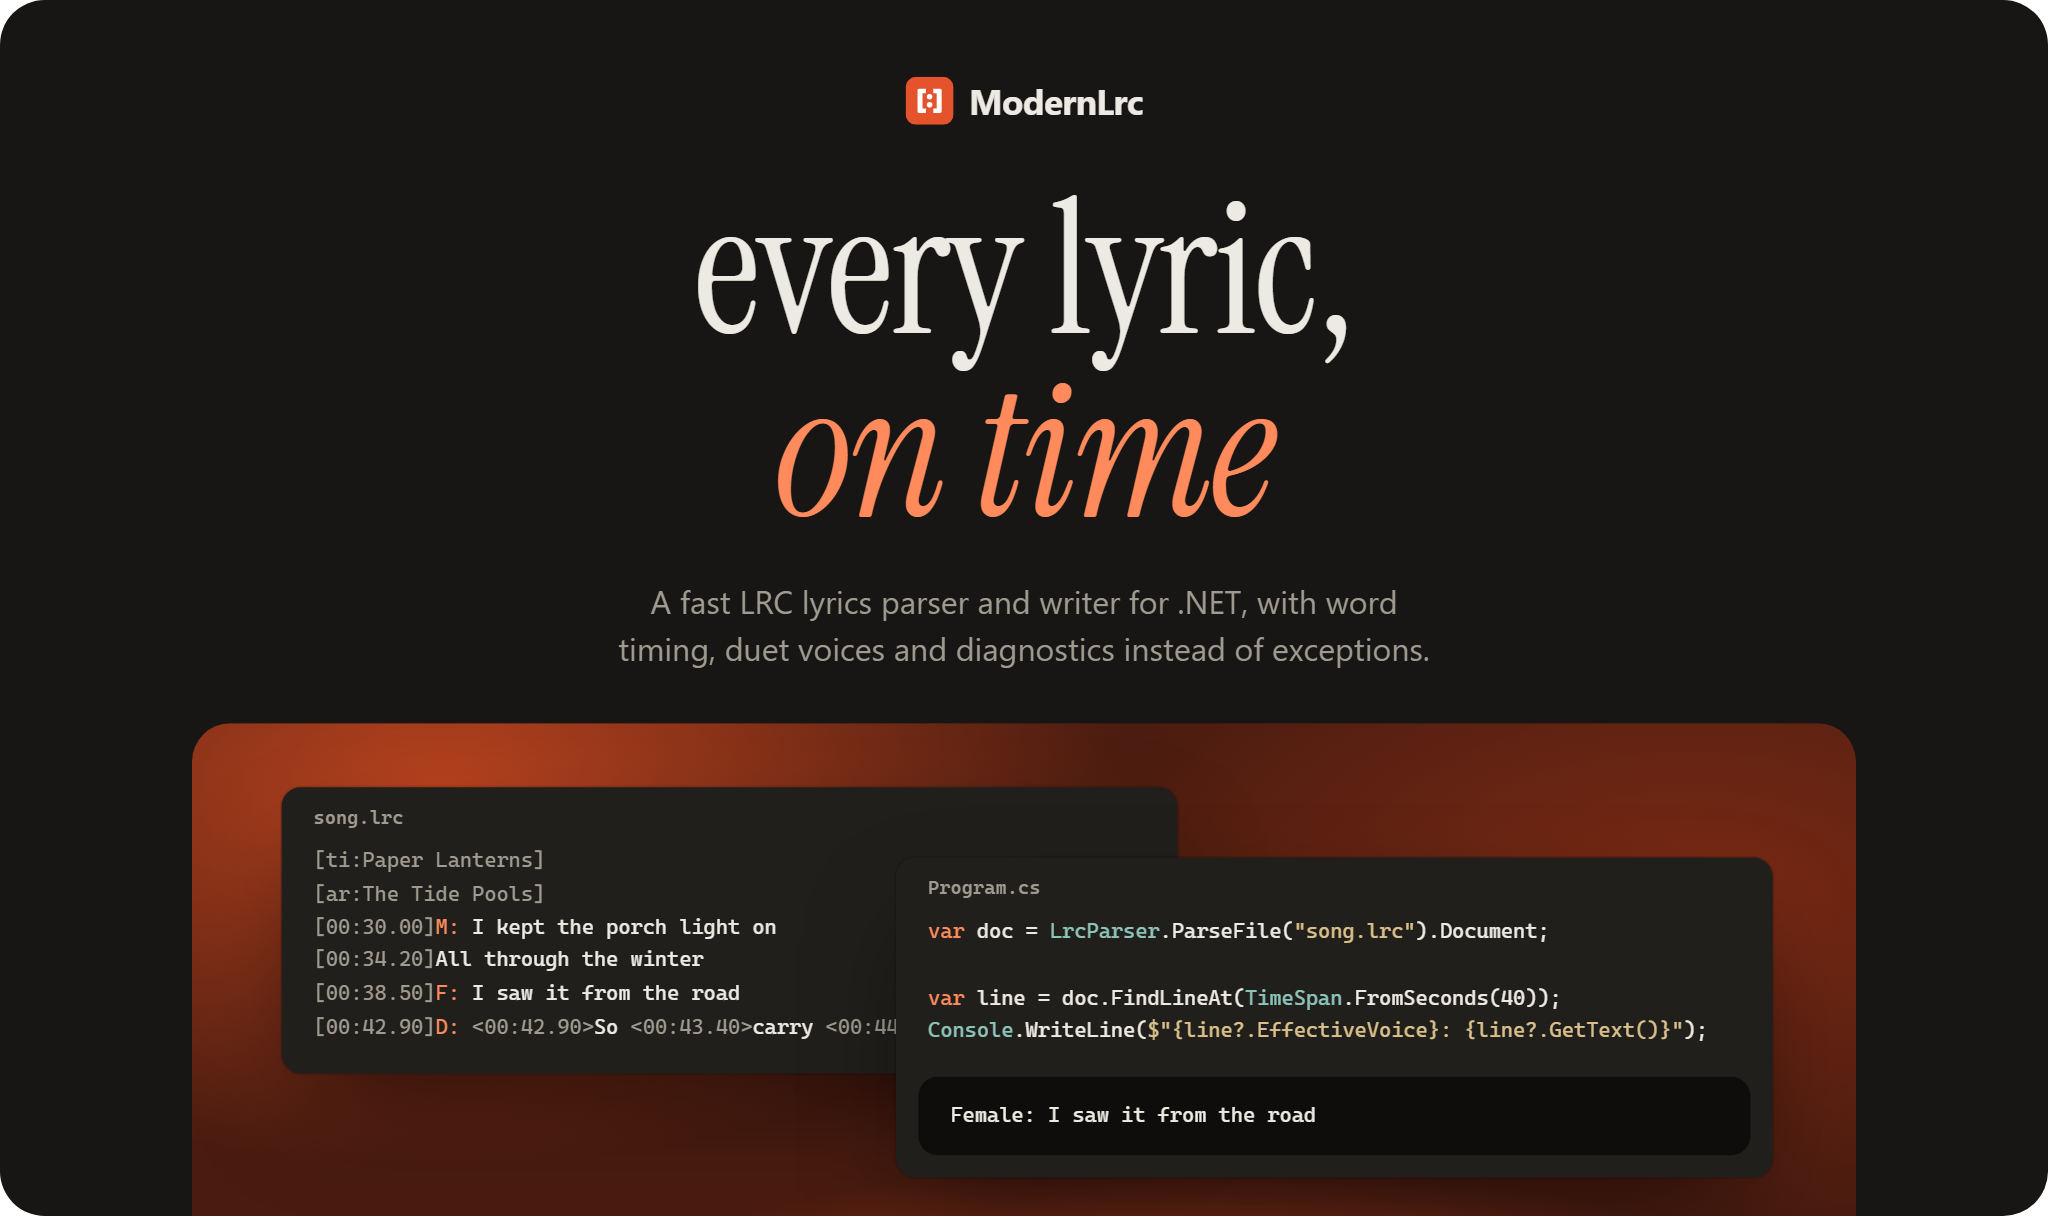 ModernLrc
every lyric,
on time
A fast LRC lyrics parser and writer for .NET, with word
timing, duet voices and diagnostics instead of exceptions.
song.lrc
[ti:Paper Lanterns]
[ar:The Tide Pools]
[00:30.00]M: I kept the porch light on
[00:34.20]All through the winter
[00:38.50]F: I saw it from the road
[00:42.90]D: <00:42.90>So <00:43.40>carry <00:44
Program.cs
var doc = LrcParser.ParseFile("song.lrc").Document;
var line = doc.FindLineAt(TimeSpan.FromSeconds(40));
Console.WriteLine($"{line?.EffectiveVoice}: {line?.GetText()}");
Female: I saw it from the road